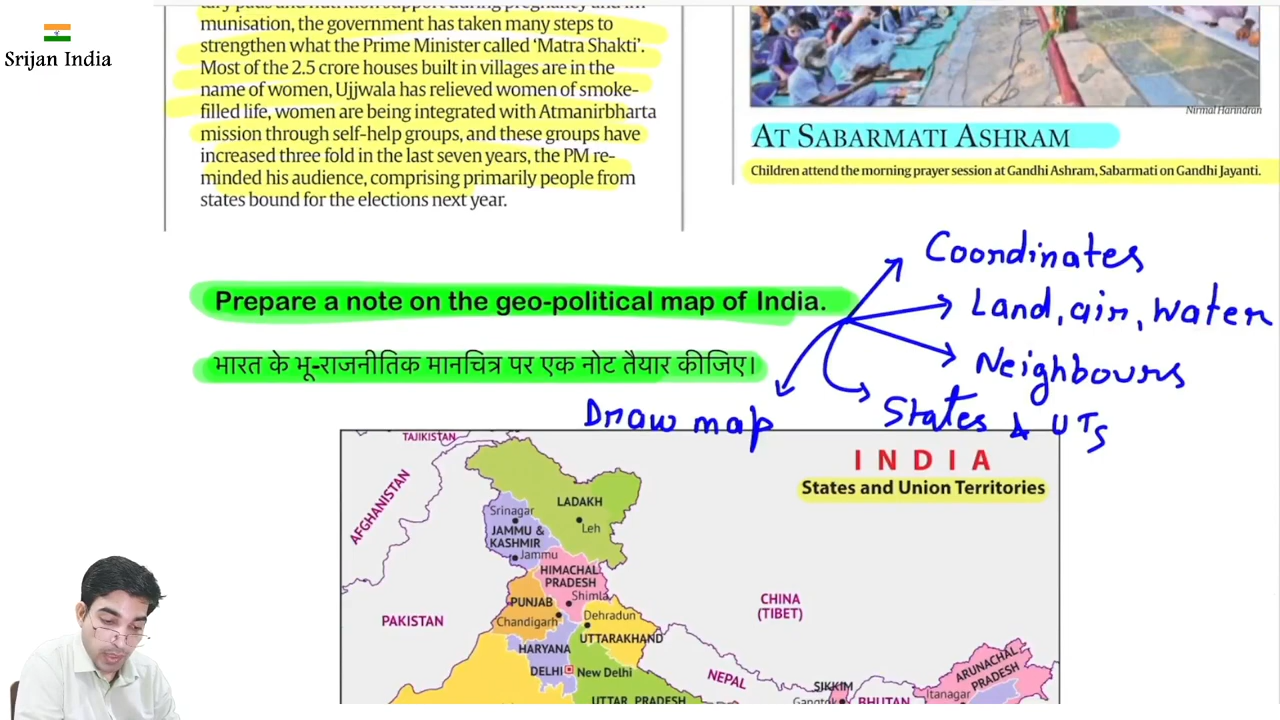 Srijan India
munisation, the government has taken many steps to
strengthen what the Prime Minister called ‘Matra Shakti’.
Most of the 2.5 crore houses built in villages are in the
name of women, Ujjwala has relieved women of smoke-
filled life, women are being integrated with Atmanirbharta
mission through self-help groups, and these groups have
increased three fold in the last seven years, the PM re-
minded his audience, comprising primarily people from
states bound for the elections next year.
Nirmal Harindran
AT SABARMATI ASHRAM
Children attend the morning prayer session at Gandhi Ashram, Sabarmati on Gandhi Jayanti.
Prepare a note on the geo-political map of India.
भारत के भू-राजनीतिक मानचित्र पर एक नोट तैयार कीजिए।
Coordinates
Land, air, water
Neighbours
States & UTs
Draw map
INDIA
States and Union Territories
TAJIKISTAN
AFGHANISTAN
LADAKH
Srinagar
Leh
JAMMU &
KASHMIR
Jammu
HIMACHAL
PRADESH
Shimla
CHINA
(TIBET)
PUNJAB
PAKISTAN
Chandigarh
Dehradun
UTTARAKHAND
HARYANA
DELHI
New Delhi
NEPAL
ARUNACHAL
PRADESH
SIKKIM
Itanagar
UTTAR PRADESH
Gangtok
BHUTAN